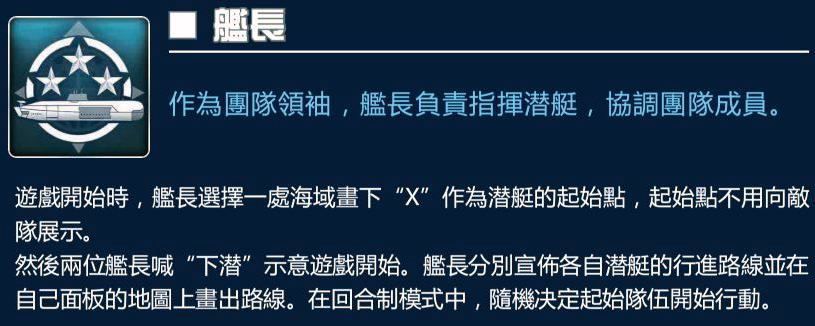 艦長
作為團隊領袖，艦長負責指揮潜艇，協調團隊成員。
遊戲開始時，艦長選擇一處海域畫下“X”作為潜艇的起始點，起始點不用向敵
隊展示。
然後兩位艦長喊“下潜”示意遊戲開始。艦長分別宣佈各自潜艇的行進路線並在
自己面板的地圖上畫出路線。在回合制模式中，隨機决定起始隊伍開始行動。